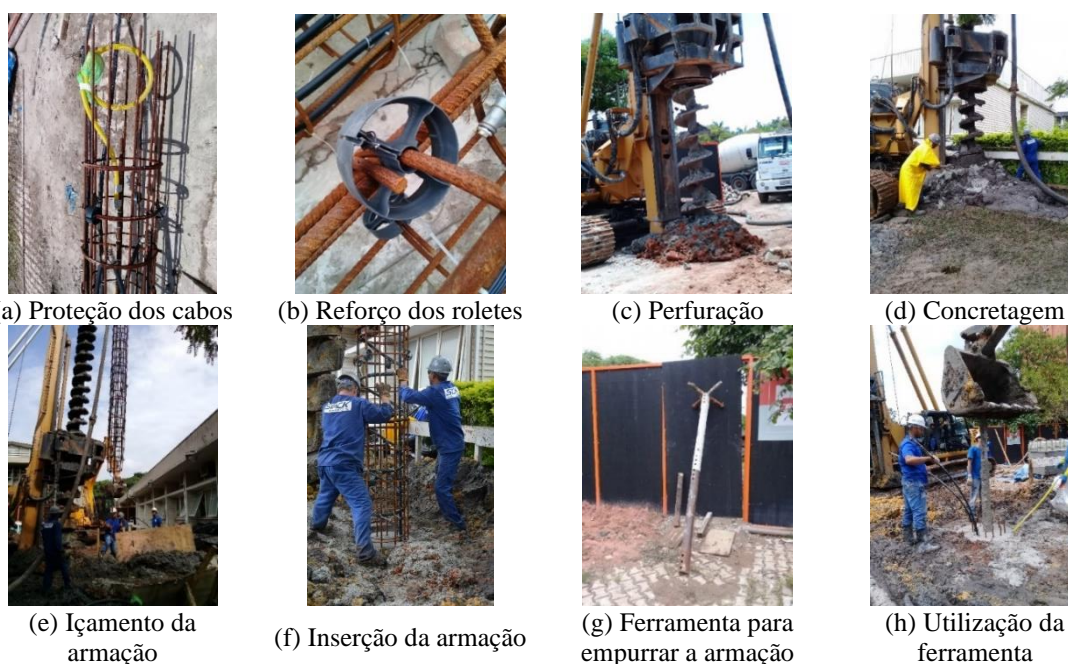 (a) Proteção dos cabos
(b) Reforço dos roletes
(c) Perfuração
(d) Concretagem
(e) Içamento da
armação
(f) Inserção da armação
(g) Ferramenta para
empurrar a armação
(h) Utilização da
ferramenta